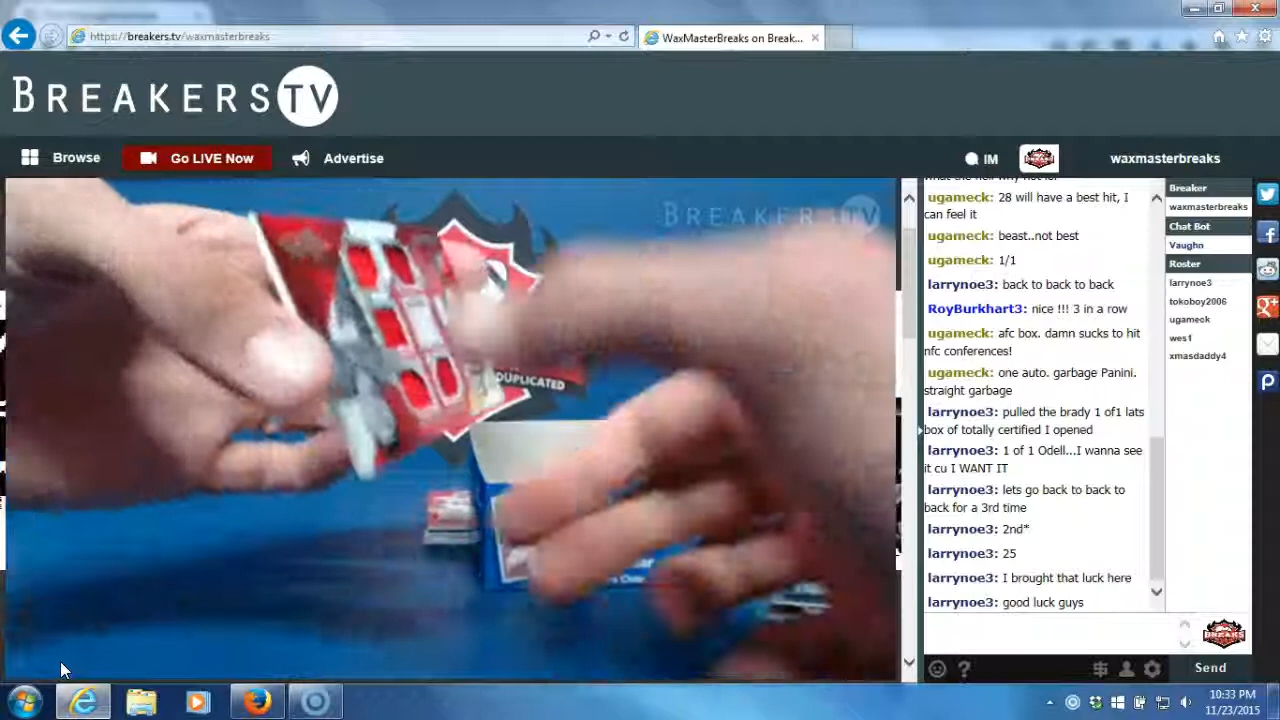 https://breakers.tv/waxmasterbreaks
WaxMasterBreaks on Break...
BREAKERS TV
Browse
Go LIVE Now
Advertise
IM
waxmasterbreaks
BREAKERS TV
DUPLICATED
ugameck: 28 will have a best hit, I
can feel it
ugameck: beast..not best
ugameck: 1/1
larrynoe3: back to back to back
RoyBurkhart3: nice !!! 3 in a row
ugameck: afc box. damn sucks to hit
nfc conferences!
ugameck: one auto. garbage Panini.
straight garbage
larrynoe3: pulled the brady 1 of1 lats
box of totally certified I opened
larrynoe3: 1 of 1 Odell...I wanna see
it cu I WANT IT
larrynoe3: lets go back to back to
back for a 3rd time
larrynoe3: 2nd*
larrynoe3: 25
larrynoe3: I brought that luck here
larrynoe3: good luck guys
Breaker
waxmasterbreaks
Chat Bot
Vaughn
Roster
larrynoe3
tokoboy2006
ugameck
wes1
xmasdaddy4
BREAKS
Send
10:33 PM
11/23/2015